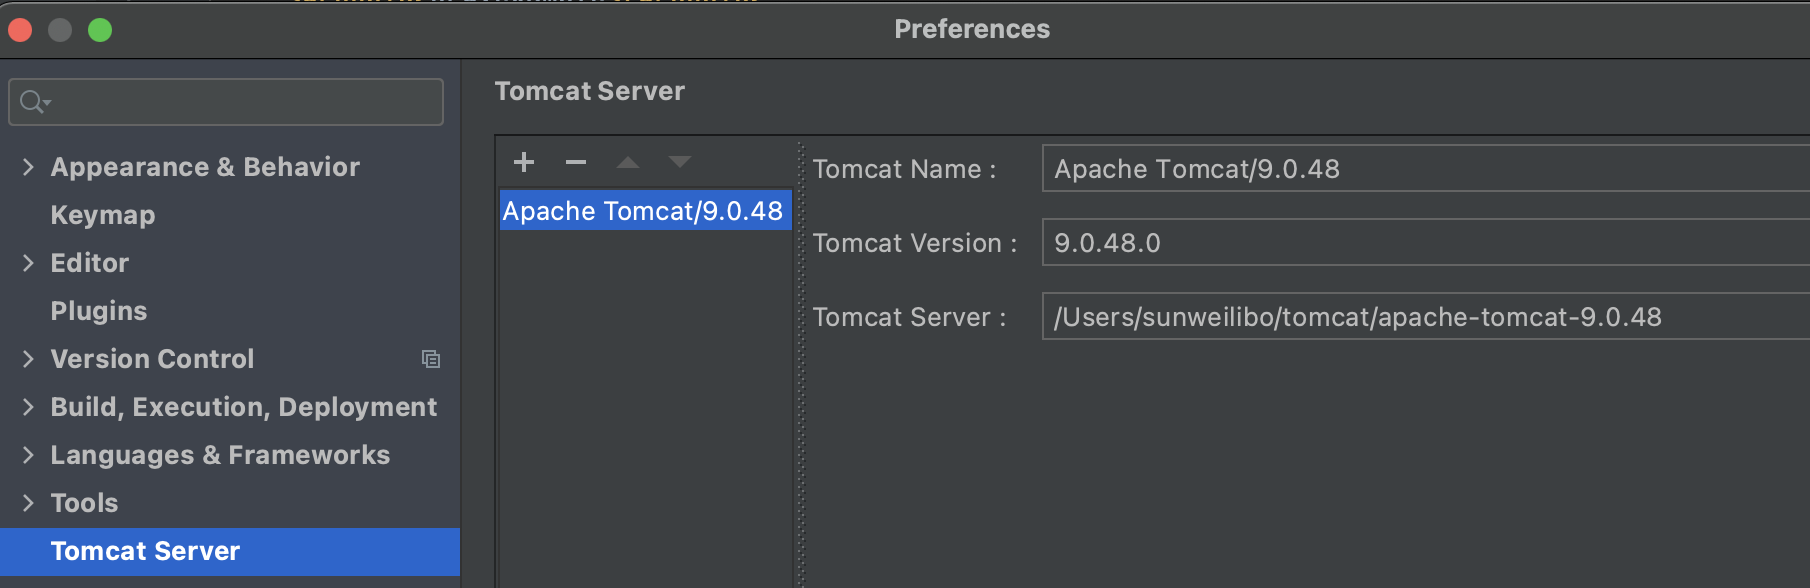 Preferences
Appearance & Behavior
Keymap
Editor
Plugins
Version Control
Build, Execution, Deployment
Languages & Frameworks
Tools
Tomcat Server
Tomcat Server
Apache Tomcat/9.0.48
Tomcat Name : Apache Tomcat/9.0.48
Tomcat Version : 9.0.48.0
Tomcat Server : /Users/sunweilibo/tomcat/apache-tomcat-9.0.48